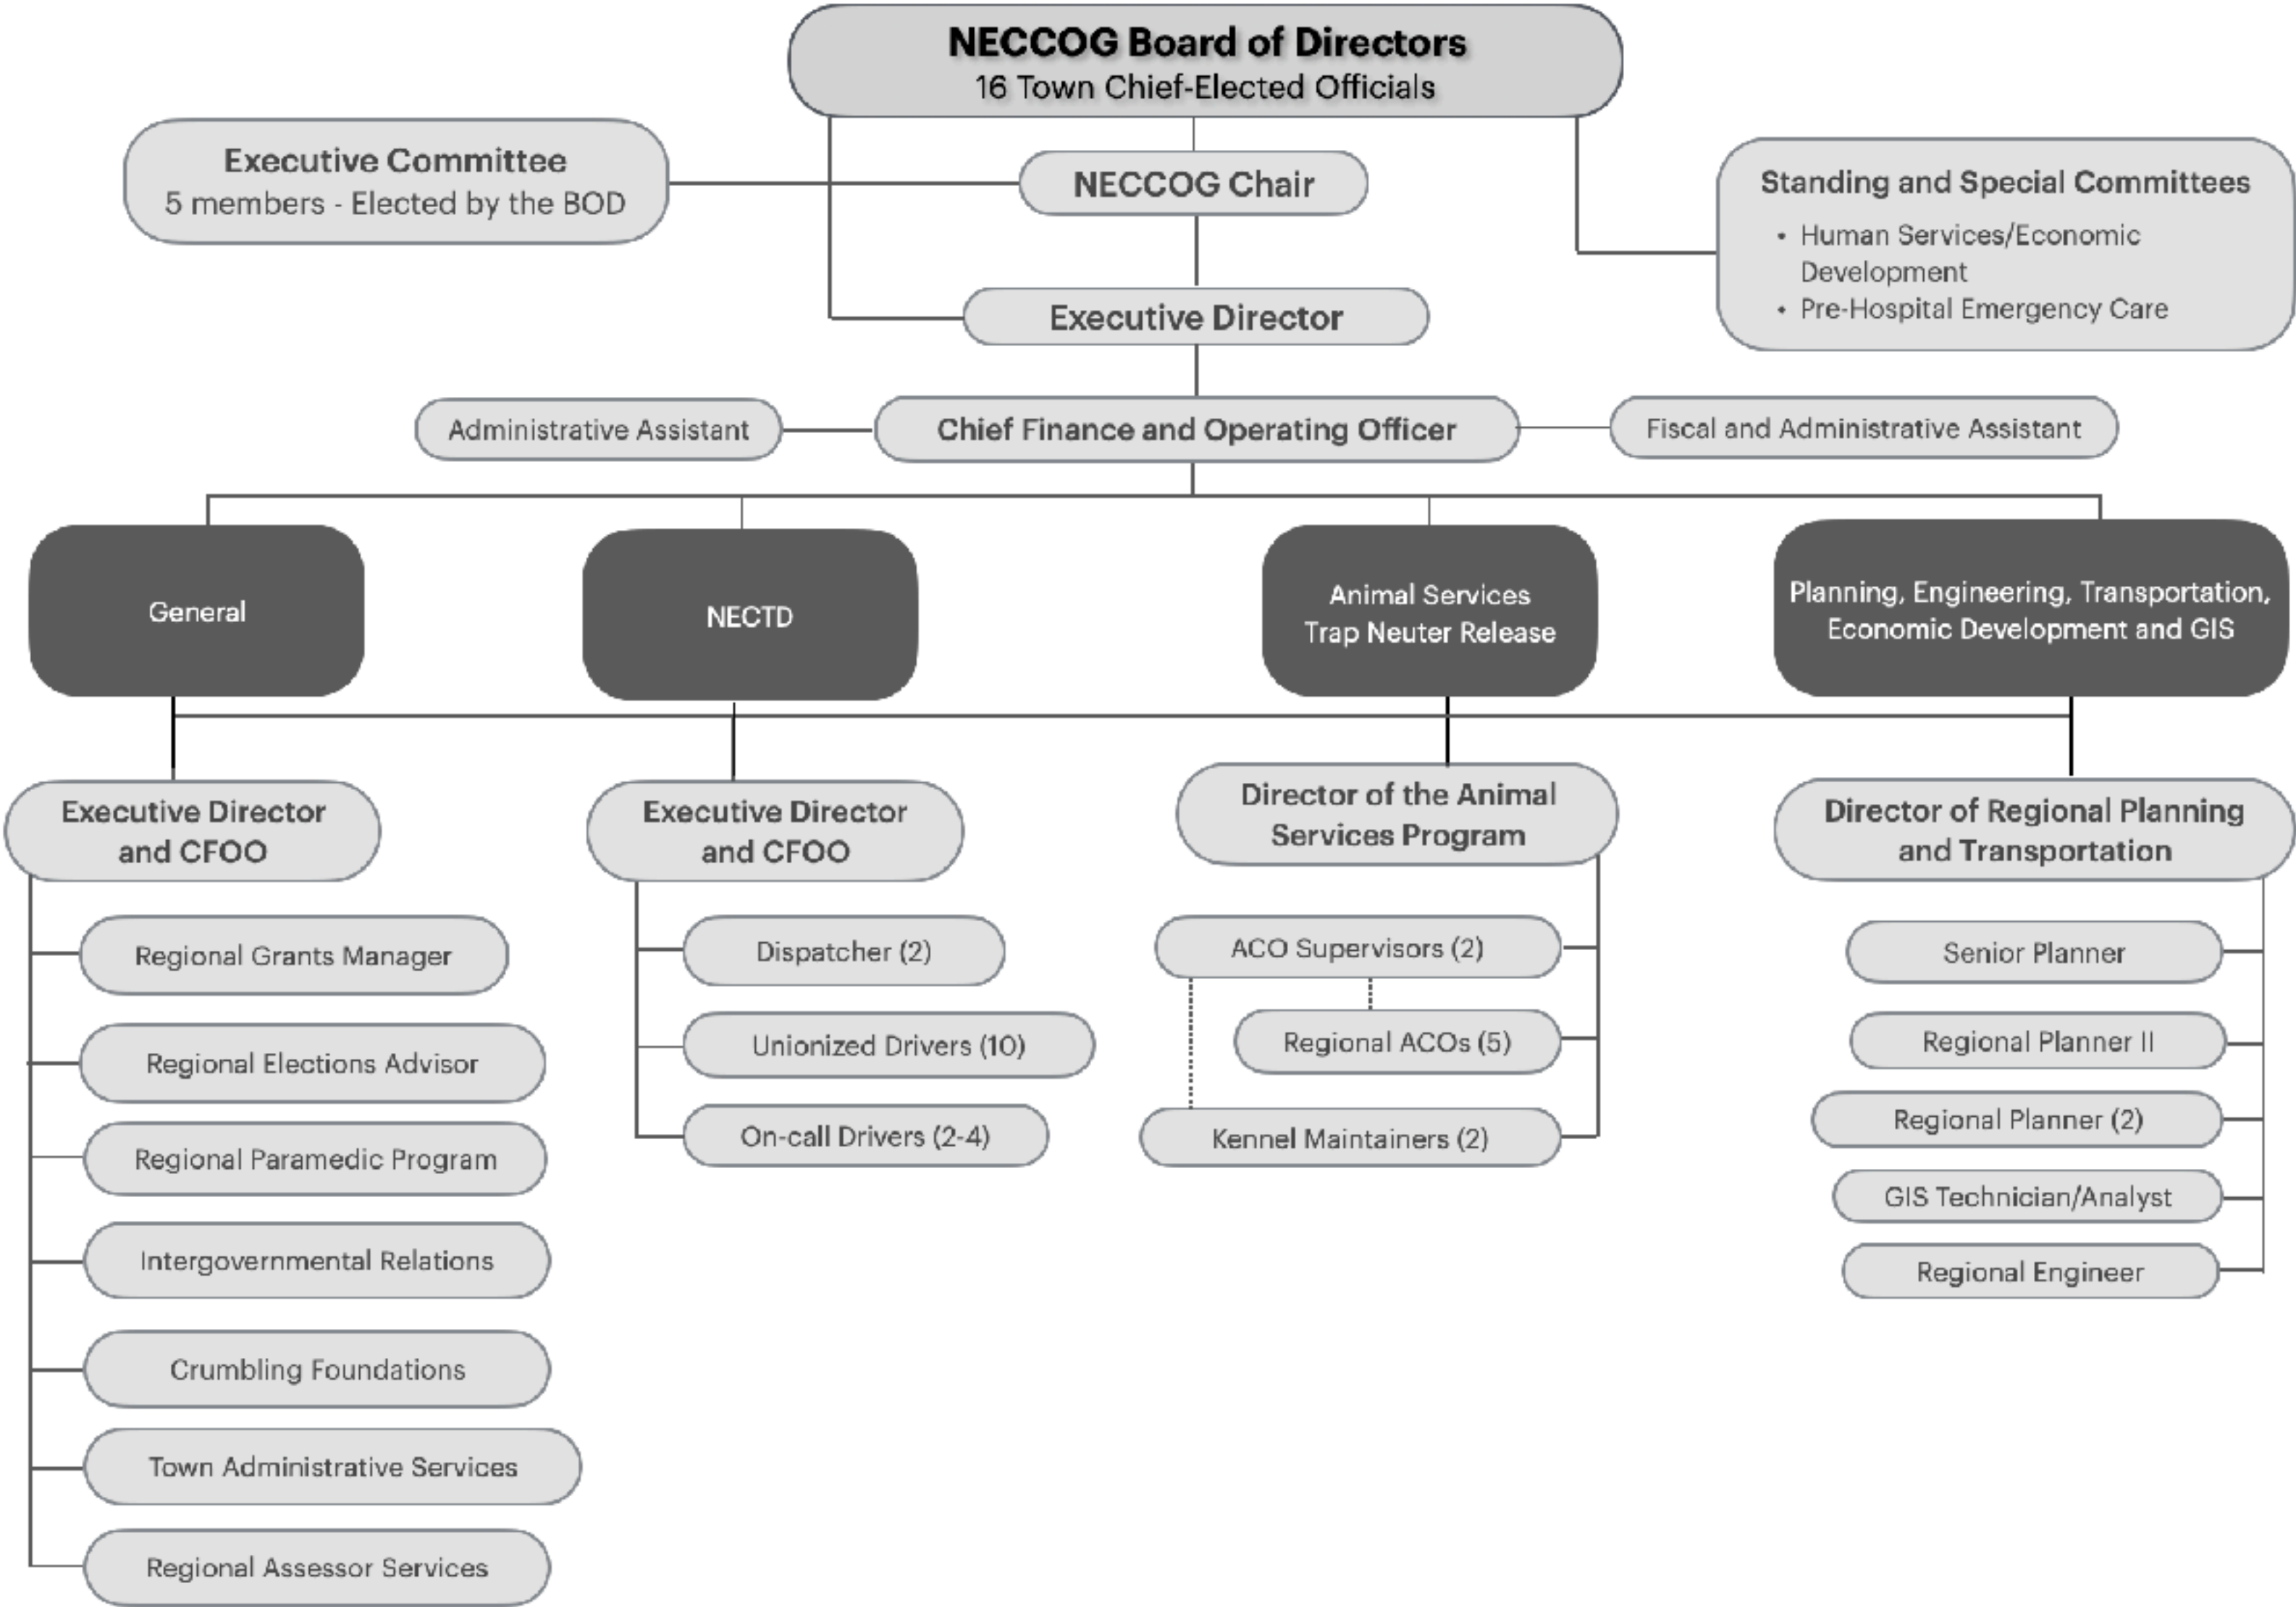 NECCOG Board of Directors
16 Town Chief-Elected Officials
Executive Committee
5 members - Elected by the BOD
NECCOG Chair
Standing and Special Committees
• Human Services/Economic
Development
• Pre-Hospital Emergency Care
Executive Director
Administrative Assistant
Chief Finance and Operating Officer
Fiscal and Administrative Assistant
General
NECTD
Animal Services
Trap Neuter Release
Planning, Engineering, Transportation,
Economic Development and GIS
Executive Director
and CFOO
Regional Grants Manager
Regional Elections Advisor
Regional Paramedic Program
Intergovernmental Relations
Crumbling Foundations
Town Administrative Services
Regional Assessor Services
Executive Director
and CFOO
Dispatcher (2)
Unionized Drivers (10)
On-call Drivers (2-4)
Director of the Animal
Services Program
ACO Supervisors (2)
Regional ACOs (5)
Kennel Maintainers (2)
Director of Regional Planning
and Transportation
Senior Planner
Regional Planner II
Regional Planner (2)
GIS Technician/Analyst
Regional Engineer